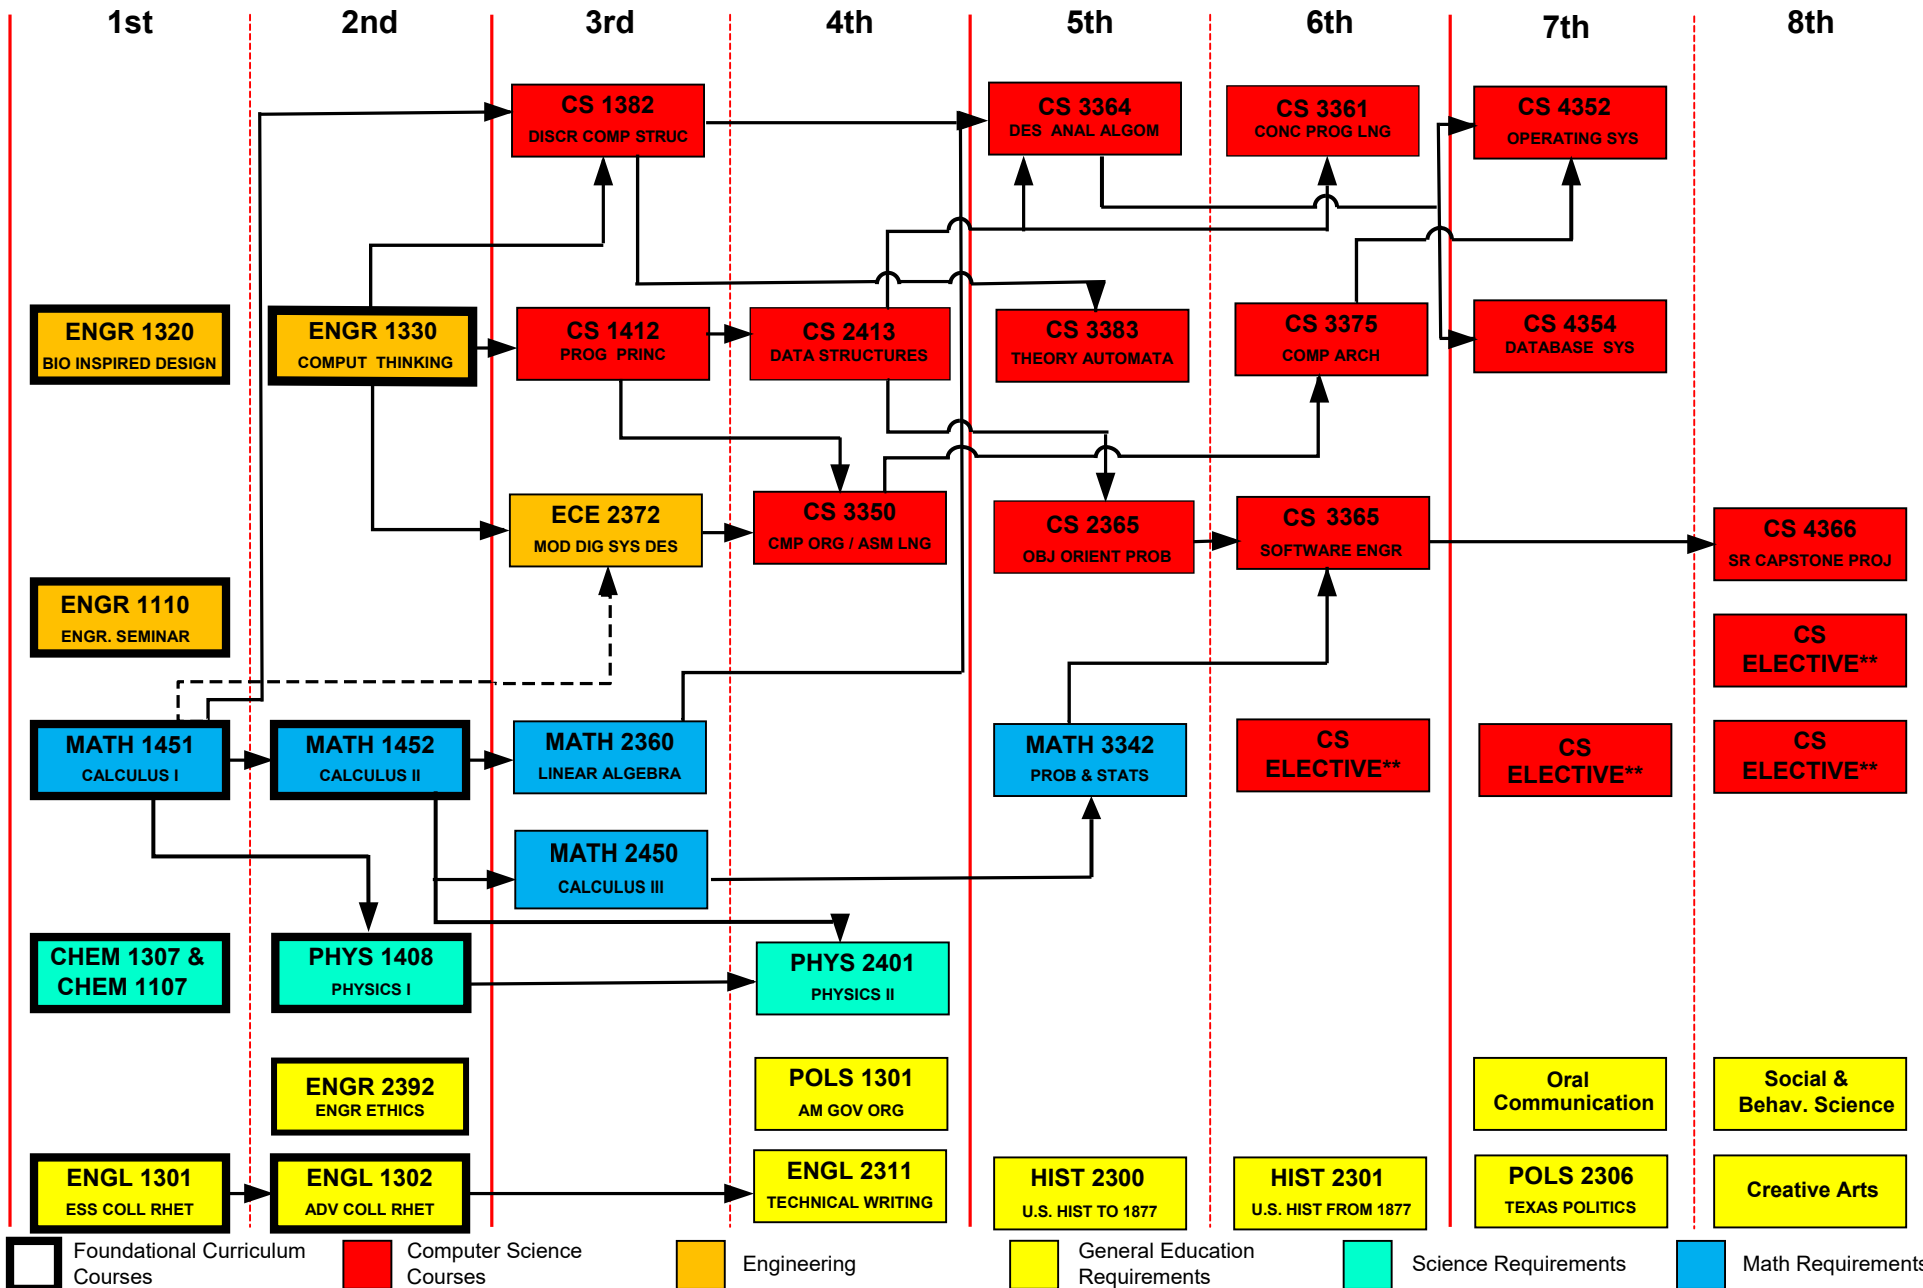 1st 2nd 3rd 4th 5th 6th 7th 8th
CS 1382
DISCR COMP STRUC
CS 3364
DES ANAL ALGOM
CS 3361
CONC PROG LNG
CS 4352
OPERATING SYS
ENGR 1320
BIO INSPIRED DESIGN
ENGR 1330
COMPUT THINKING
CS 1412
PROG PRINC
CS 2413
DATA STRUCTURES
CS 3383
THEORY AUTOMATA
CS 3375
COMP ARCH
CS 4354
DATABASE SYS
ECE 2372
MOD DIG SYS DES
CS 3350
CMP ORG / ASM LNG
CS 2365
OBJ ORIENT PROB
CS 3365
SOFTWARE ENGR
CS 4366
SR CAPSTONE PROJ
ENGR 1110
ENGR. SEMINAR
CS
ELECTIVE**
MATH 1451
CALCULUS I
MATH 1452
CALCULUS II
MATH 2360
LINEAR ALGEBRA
MATH 3342
PROB & STATS
CS
ELECTIVE**
CS
ELECTIVE**
CS
ELECTIVE**
MATH 2450
CALCULUS III
CHEM 1307 &
CHEM 1107
PHYS 1408
PHYSICS I
PHYS 2401
PHYSICS II
ENGR 2392
ENGR ETHICS
POLS 1301
AM GOV ORG
Oral
Communication
Social &
Behav. Science
ENGL 1301
ESS COLL RHET
ENGL 1302
ADV COLL RHET
ENGL 2311
TECHNICAL WRITING
HIST 2300
U.S. HIST TO 1877
HIST 2301
U.S. HIST FROM 1877
POLS 2306
TEXAS POLITICS
Creative Arts
Foundational Curriculum
Courses
Computer Science
Courses
Engineering
General Education
Requirements
Science Requirements
Math Requirements